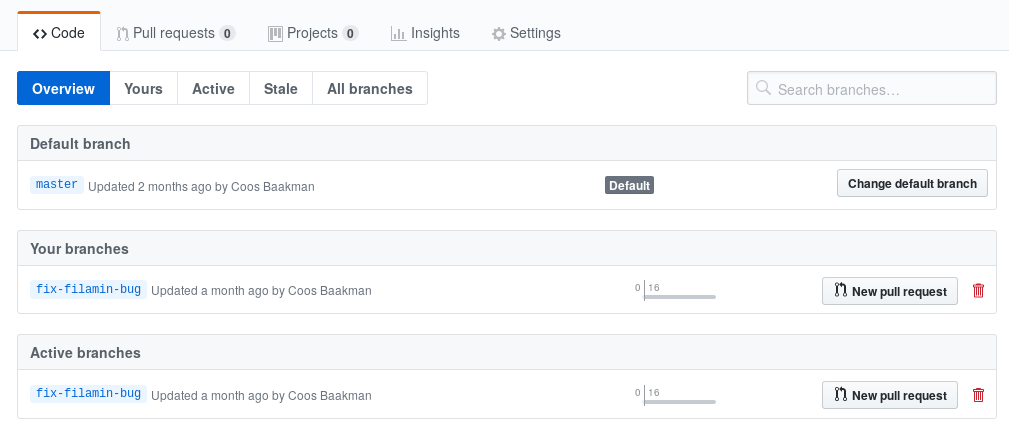 Code Pull requests 0 Projects 0 Insights Settings
Overview Yours Active Stale All branches Search branches…
Default branch
master Updated 2 months ago by Coos Baakman Default Change default branch
Your branches
fix-filamin-bug Updated a month ago by Coos Baakman 0 16 New pull request
Active branches
fix-filamin-bug Updated a month ago by Coos Baakman 0 16 New pull request